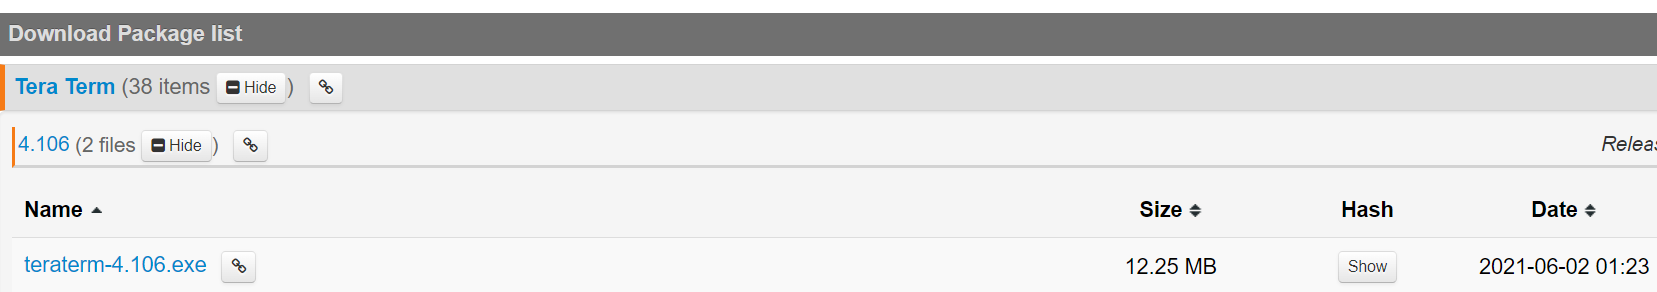 Download Package list
Tera Term (38 items Hide )
4.106 (2 files Hide )
Name Size Hash Date
teraterm-4.106.exe 12.25 MB Show 2021-06-02 01:23